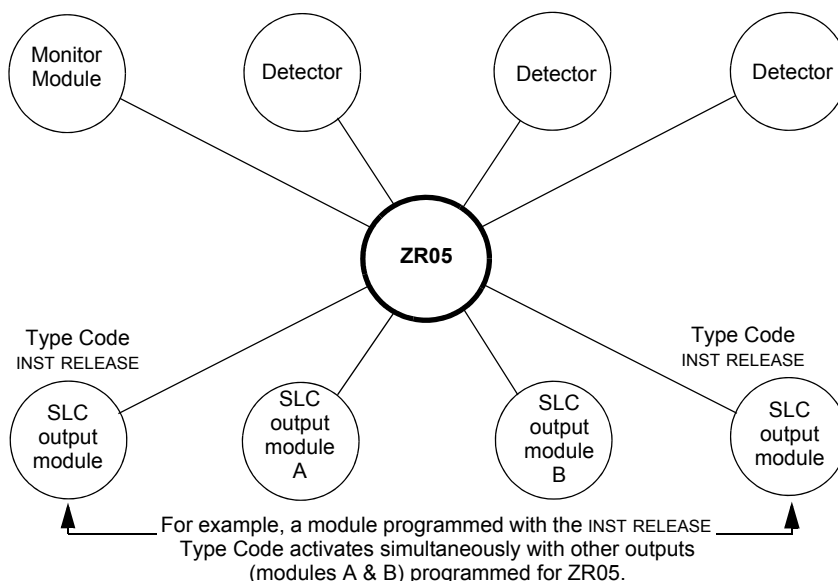 Monitor
Module
Detector
Detector
Detector
ZR05
Type Code
INST RELEASE
Type Code
INST RELEASE
SLC
output
module
SLC
output
module
A
SLC
output
module
B
SLC
output
module
For example, a module programmed with the INST RELEASE
Type Code activates simultaneously with other outputs
(modules A & B) programmed for ZR05.